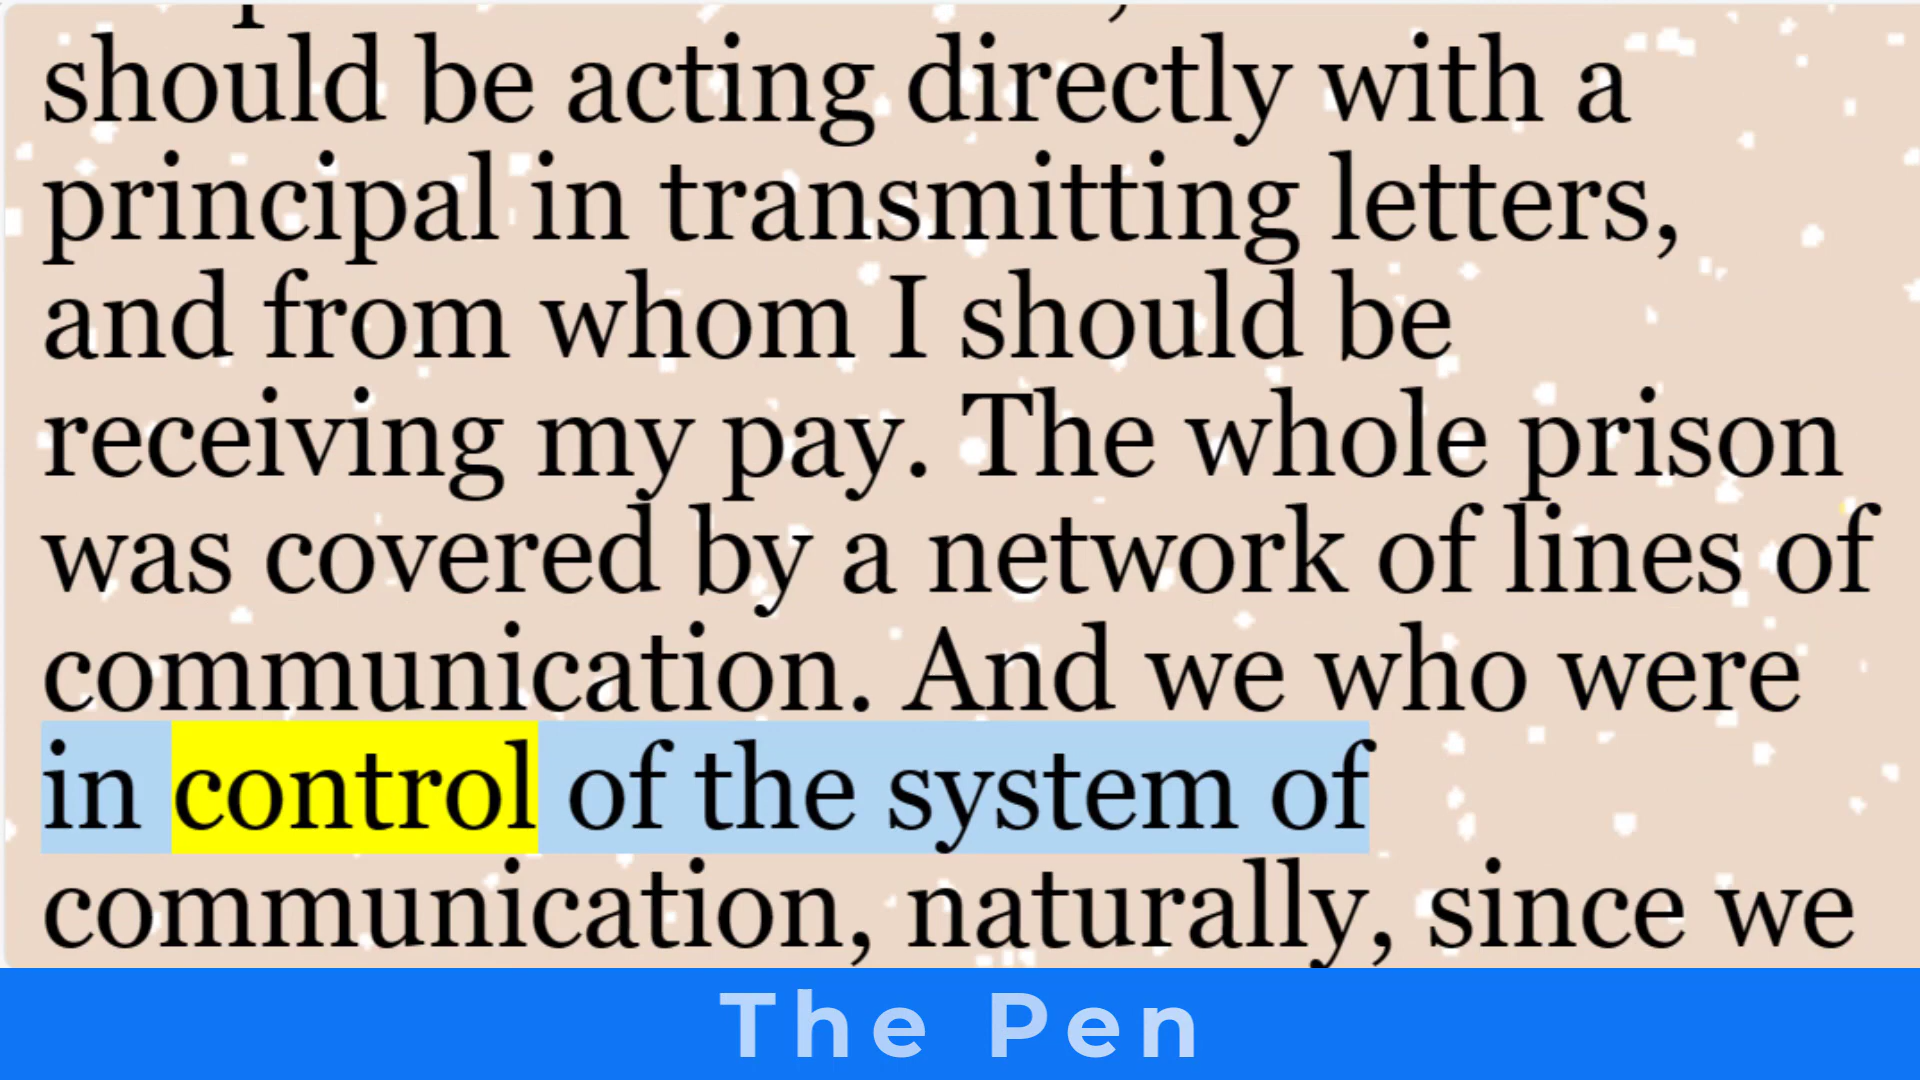 should be acting directly with a
principal in transmitting letters,
and from whom I should be
receiving my pay. The whole prison
was covered by a network of lines of
communication. And we who were
in control of the system of
communication, naturally, since we
The Pen